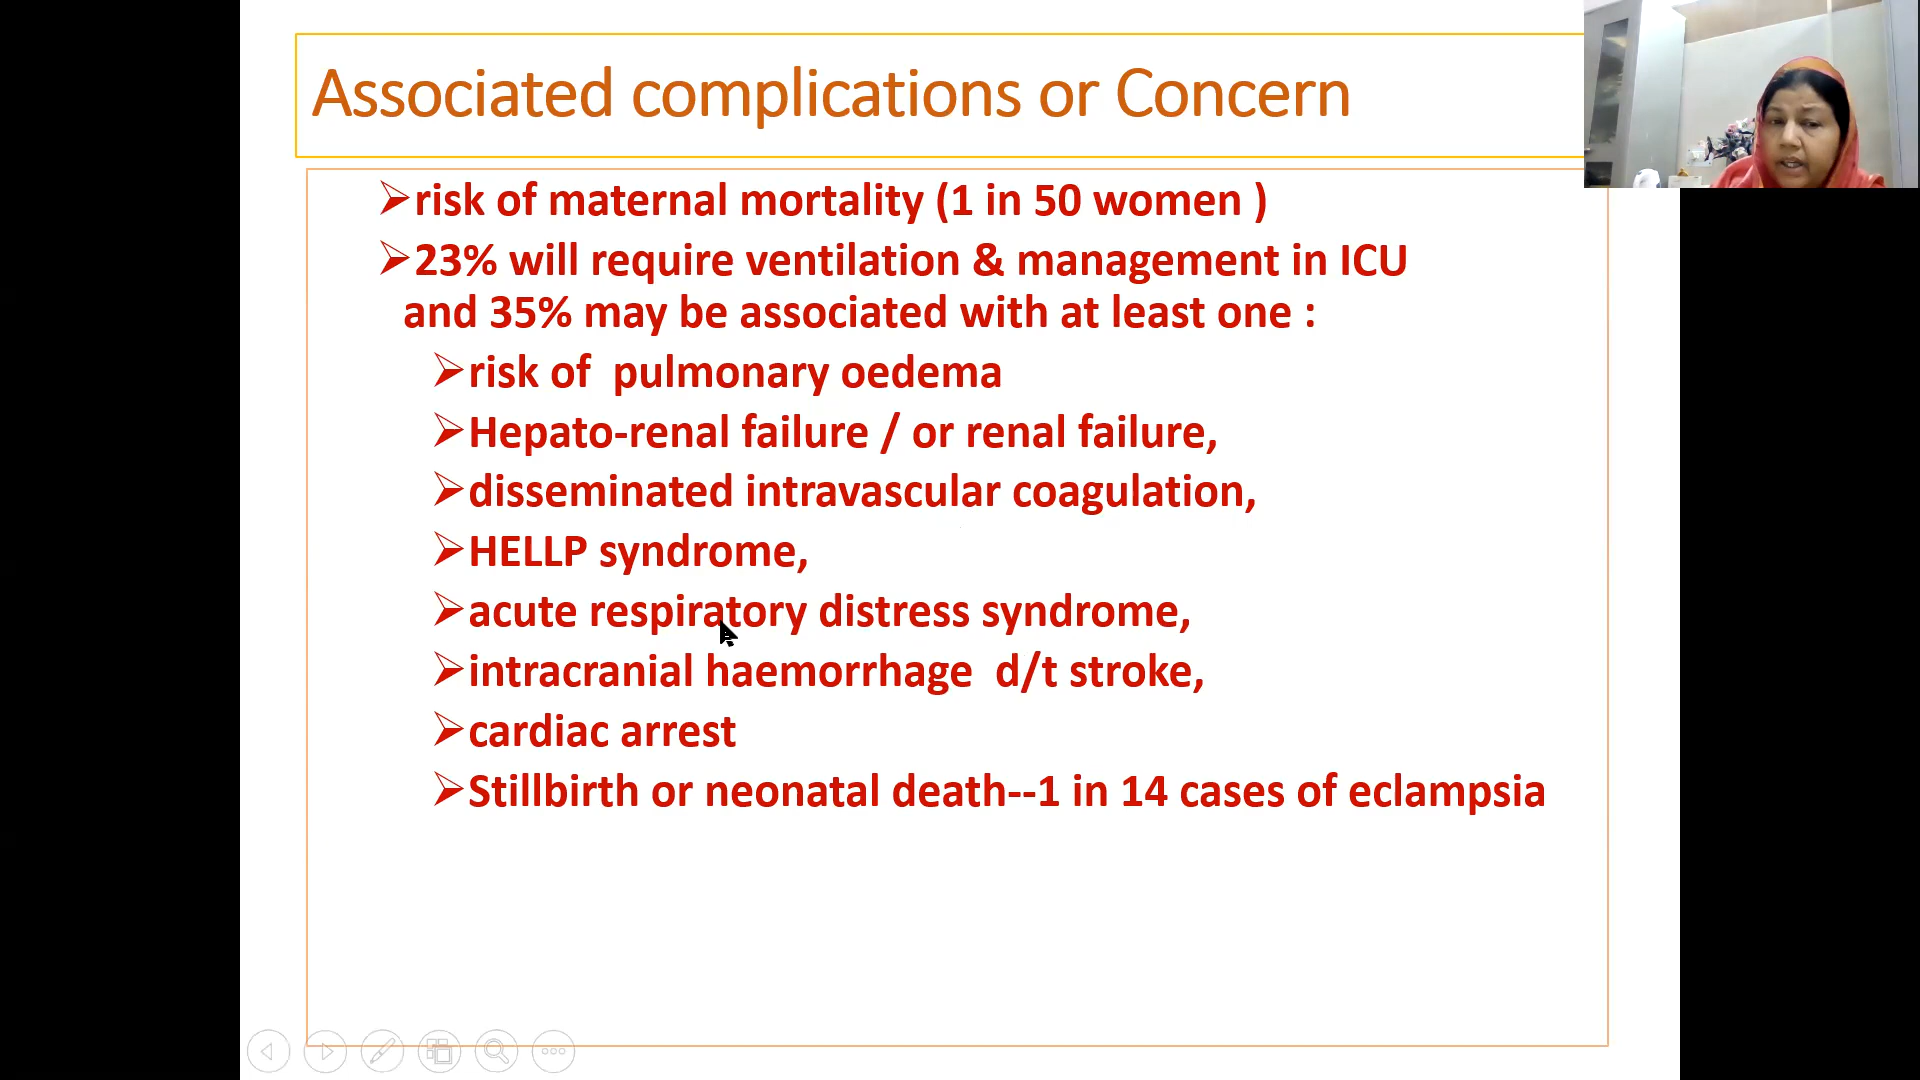 Associated complications or Concern
➢risk of maternal mortality (1 in 50 women )
➢23% will require ventilation & management in ICU
and 35% may be associated with at least one :
➢risk of  pulmonary oedema
➢Hepato-renal failure / or renal failure,
➢disseminated intravascular coagulation,
➢HELLP syndrome,
➢acute respiratory distress syndrome,
➢intracranial haemorrhage  d/t stroke,
➢cardiac arrest
➢Stillbirth or neonatal death--1 in 14 cases of eclampsia